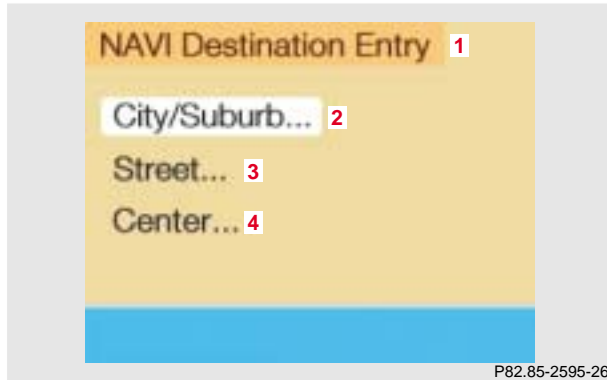 NAVI Destination Entry 1
City/Suburb... 2
Street... 3
Center... 4
P82.85-2595-26